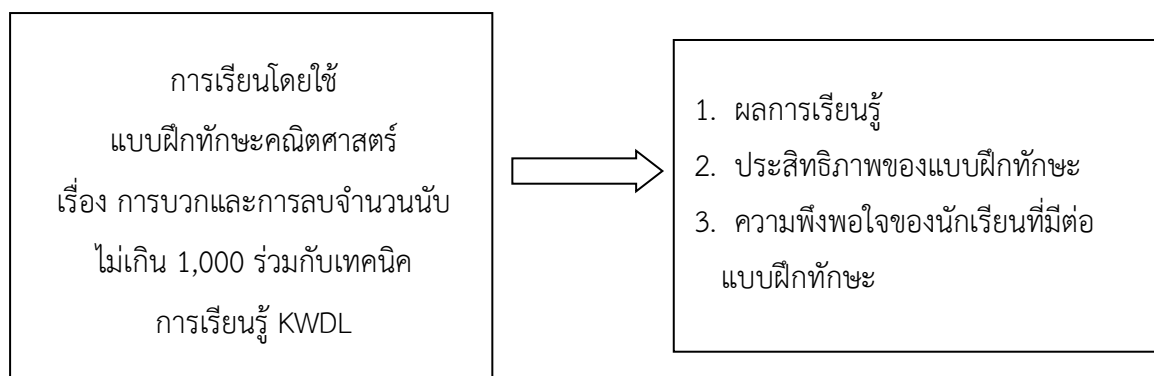 การเรียนโดยใช้
แบบฝึกทักษะคณิตศาสตร์
เรื่อง การบวกและการลบจำนวนนับ
ไม่เกิน 1,000 ร่วมกับเทคนิค
การเรียนรู้ KWDL
1. ผลการเรียนรู้
2. ประสิทธิภาพของแบบฝึกทักษะ
3. ความพึงพอใจของนักเรียนที่มีต่อ
แบบฝึกทักษะ